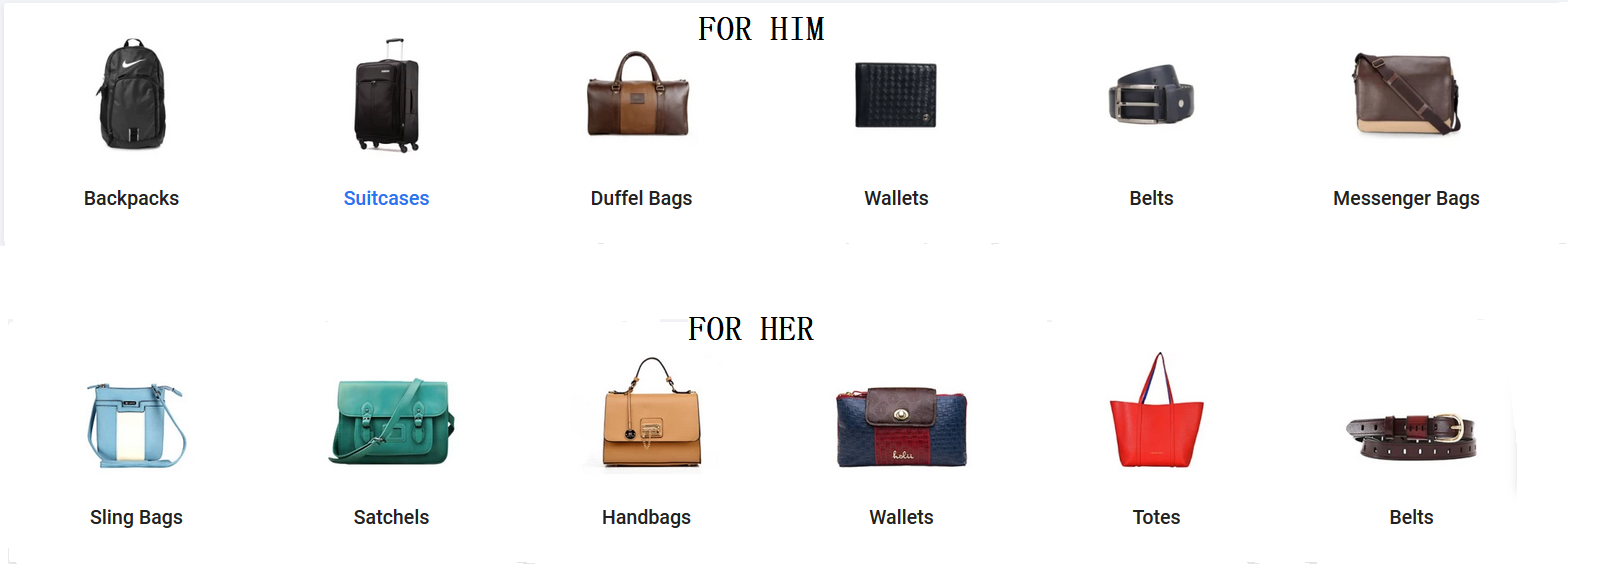 FOR HIM
Backpacks
Suitcases
Duffel Bags
Wallets
Belts
Messenger Bags
FOR HER
helii
Sling Bags
Satchels
Handbags
Wallets
Totes
Belts